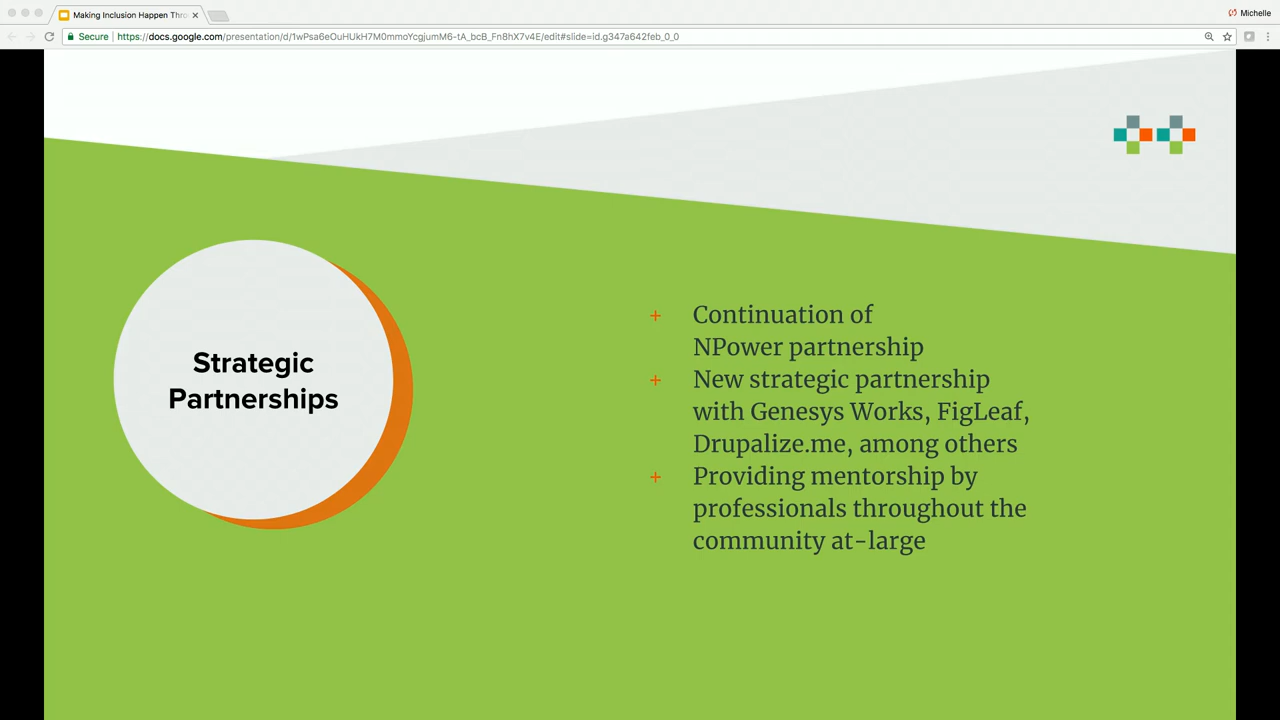 Making Inclusion Happen Thro
Michelle
Secure
https://docs.google.com/presentation/d/1wPsa6eOuHUkH7M0mmoYcgjumM6-tA_bcB_Fn8hX7v4E/edit#slide=id.g347a642feb_0_0
Strategic
Partnerships
+ Continuation of
NPower partnership
+ New strategic partnership
with Genesys Works, FigLeaf,
Drupalize.me, among others
+ Providing mentorship by
professionals throughout the
community at-large